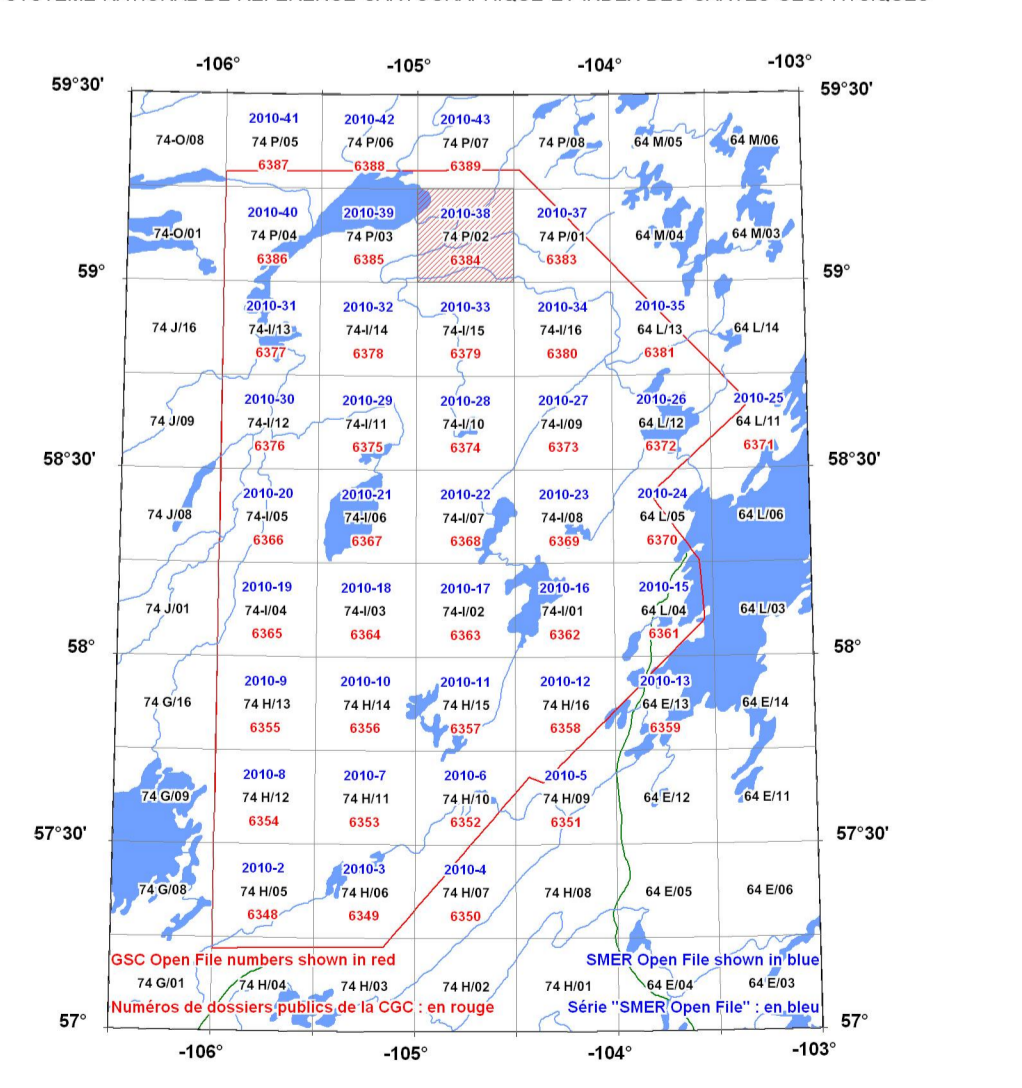 -106° -105° -104° -103°
59°30' 59°30'
2010-41 2010-42 2010-43
74-O/08 74 P/05 74 P/06 74 P/07 74 P/08 64 M/05 64 M/06
6387 6388 6389
2010-40 2010-39 2010-38 2010-37
74-O/01 74 P/04 74 P/03 74 P/02 74 P/01 64 M/04 64 M/03
6386 6385 6384 6383
59° 59°
2010-31 2010-32 2010-33 2010-34 2010-35
74 J/16 74-I/13 74-I/14 74-I/15 74-I/16 64 L/13 64 L/14
6377 6378 6379 6380 6381
2010-30 2010-29 2010-28 2010-27 2010-26 2010-25
74 J/09 74-I/12 74-I/11 74-I/10 74-I/09 64 L/12 64 L/11
6376 6375 6374 6373 6372 6371
58°30' 58°30'
2010-20 2010-21 2010-22 2010-23 2010-24
74 J/08 74-I/05 74-I/06 74-I/07 74-I/08 64 L/05 64 L/06
6366 6367 6368 6369 6370
2010-19 2010-18 2010-17 2010-16 2010-15
74 J/01 74-I/04 74-I/03 74-I/02 74-I/01 64 L/04 64 L/03
6365 6364 6363 6362 6361
58° 58°
2010-9 2010-10 2010-11 2010-12 2010-13
74 G/16 74 H/13 74 H/14 74 H/15 74 H/16 64 E/13 64 E/14
6355 6356 6357 6358 6359
2010-8 2010-7 2010-6 2010-5
74 G/09 74 H/12 74 H/11 74 H/10 74 H/09 64 E/12 64 E/11
6354 6353 6352 6351
57°30' 57°30'
2010-2 2010-3 2010-4
74 G/08 74 H/05 74 H/06 74 H/07 74 H/08 64 E/05 64 E/06
6348 6349 6350
GSC Open File numbers shown in red SMER Open File shown in blue
74 G/01 74 H/04 74 H/03 74 H/02 74 H/01 64 E/04 64 E/03
Numéros de dossiers publics de la CGC : en rouge Série "SMER Open File" : en bleu
57° 57°
-106° -105° -104° -103°